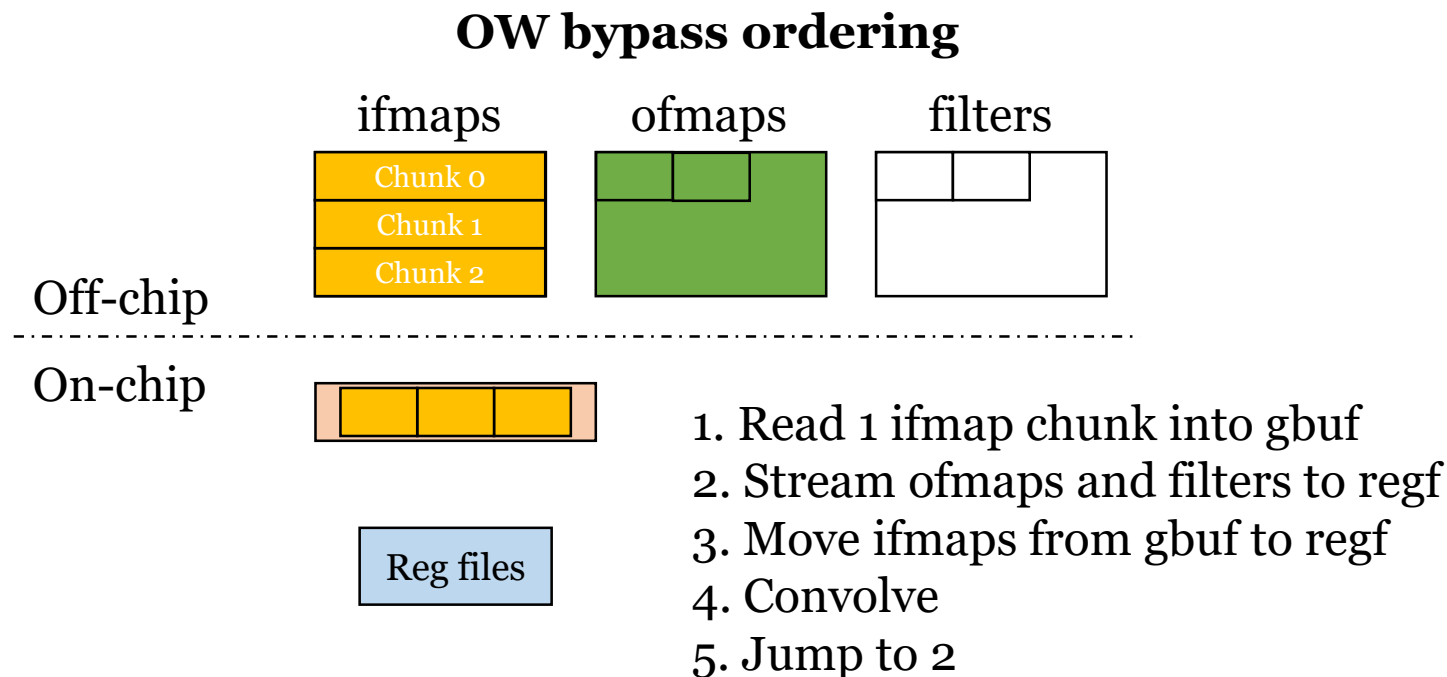 OW bypass ordering
ifmaps
ofmaps
filters
Chunk 0
Chunk 1
Chunk 2
Off-chip
On-chip
Reg files
1. Read 1 ifmap chunk into gbuf
2. Stream ofmaps and filters to regf
3. Move ifmaps from gbuf to regf
4. Convolve
5. Jump to 2